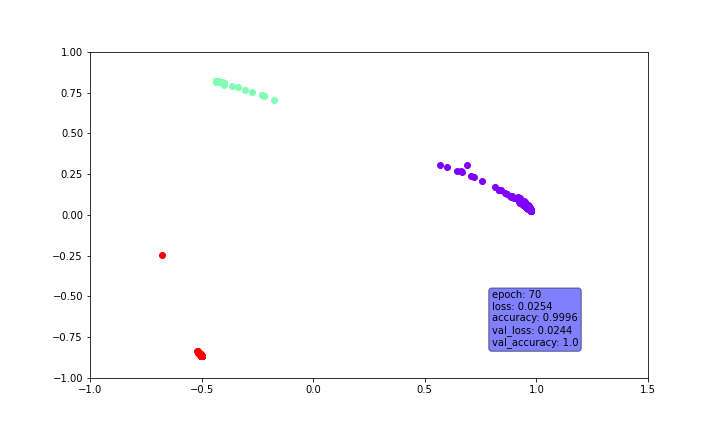 1.00
0.75
0.50
0.25
0.00
−0.25
−0.50
−0.75
−1.00
epoch: 70
loss: 0.0254
accuracy: 0.9996
val_loss: 0.0244
val_accuracy: 1.0
−1.0 −0.5 0.0 0.5 1.0 1.5